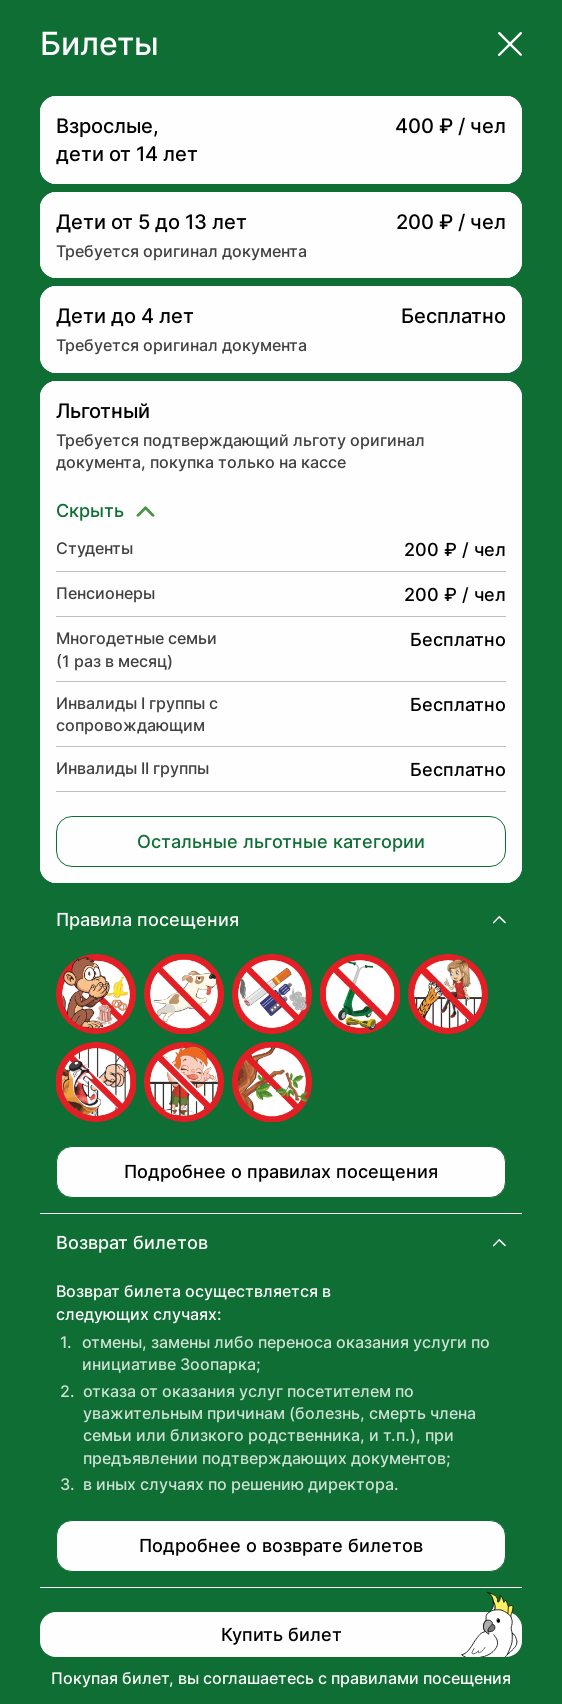 Билеты
Взрослые,
дети от 14 лет
400 ₽ / чел
Дети от 5 до 13 лет
200 ₽ / чел
Требуется оригинал документа
Дети до 4 лет
Бесплатно
Требуется оригинал документа
Льготный
Требуется подтверждающий льготу оригинал
документа, покупка только на кассе
Скрыть
Студенты
200 ₽ / чел
Пенсионеры
200 ₽ / чел
Многодетные семьи
(1 раз в месяц)
Бесплатно
Инвалиды I группы с
сопровождающим
Бесплатно
Инвалиды II группы
Бесплатно
Остальные льготные категории
Правила посещения
Подробнее о правилах посещения
Возврат билетов
Возврат билета осуществляется в
следующих случаях:
1. отмены, замены либо переноса оказания услуги по
инициативе Зоопарка;
2. отказа от оказания услуг посетителем по
уважительным причинам (болезнь, смерть члена
семьи или близкого родственника, и т.п.), при
предъявлении подтверждающих документов;
3. в иных случаях по решению директора.
Подробнее о возврате билетов
Купить билет
Покупая билет, вы соглашаетесь с правилами посещения